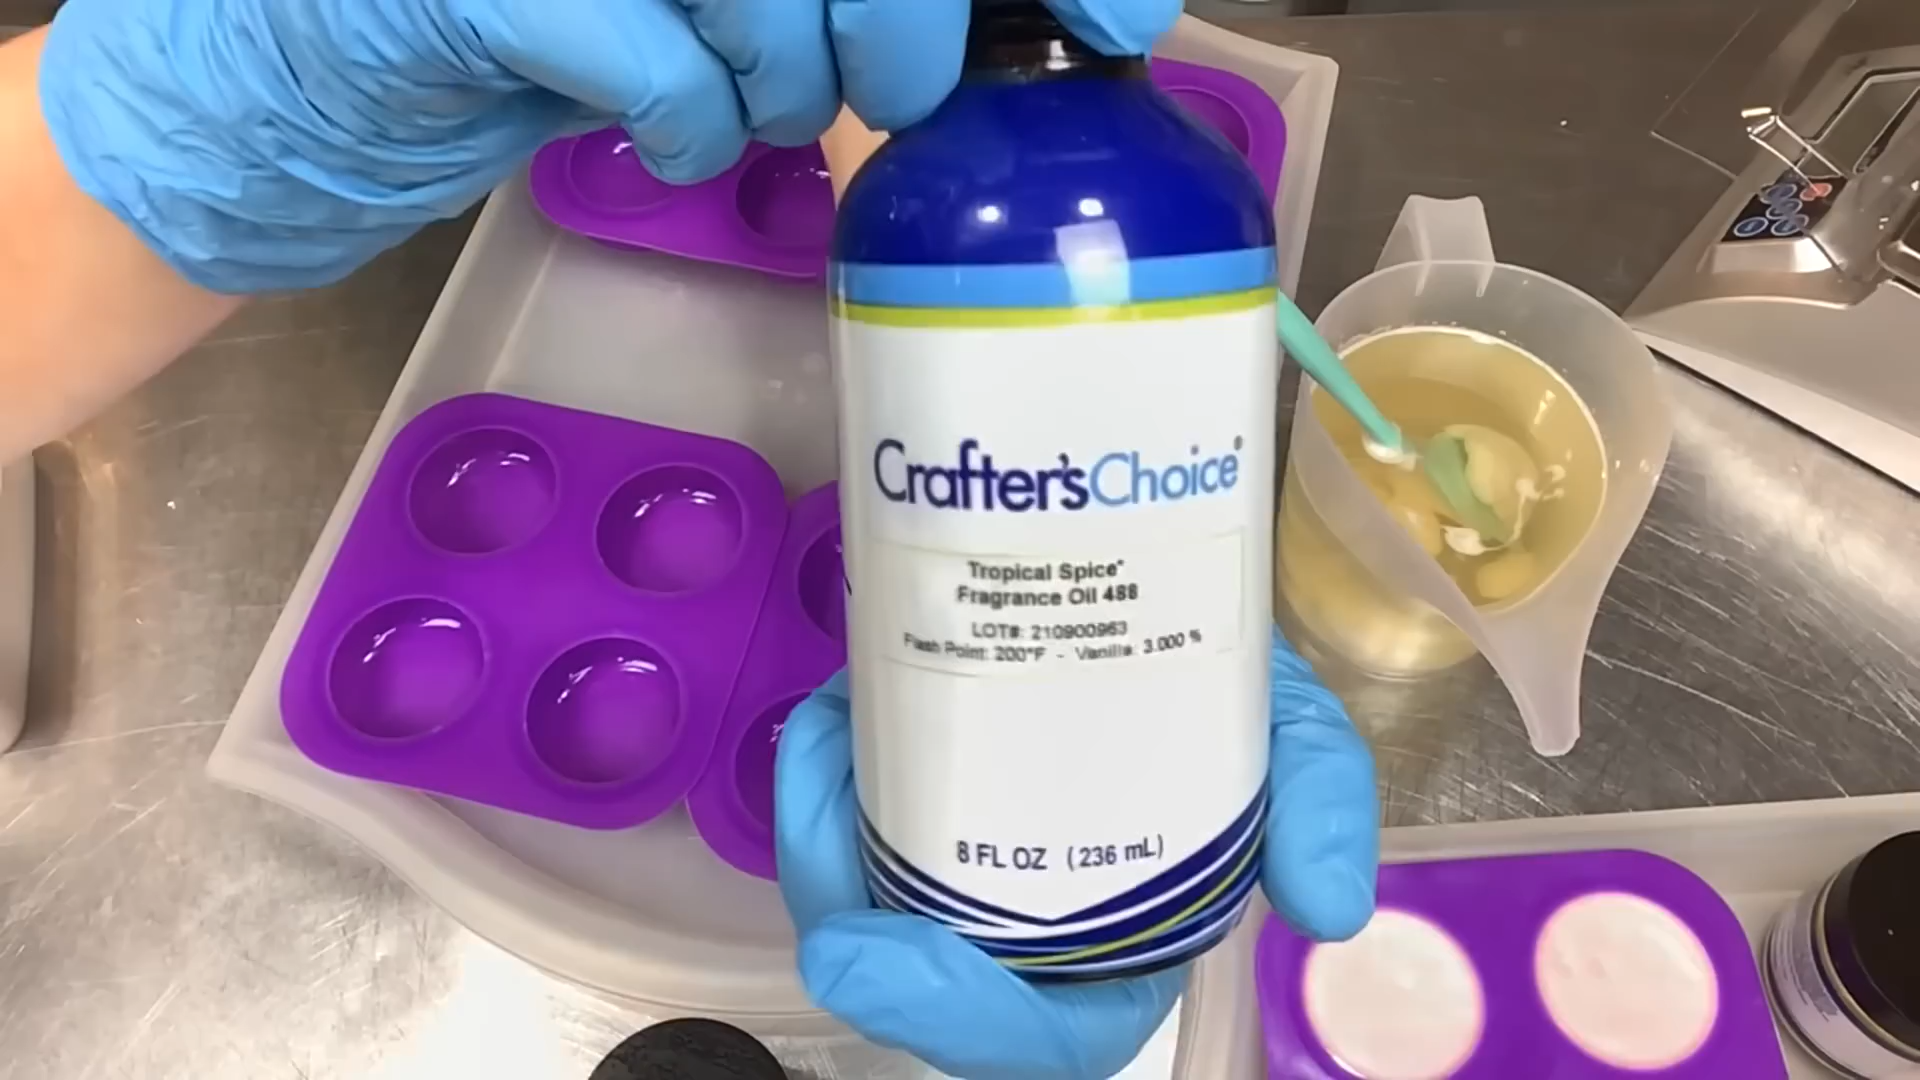 Crafter'sChoice®
Tropical Spice*
Fragrance Oil 488
LOT#: 210900963
Flash Point: 200°F - Vanilla: 3.000 %
8 FL OZ (236 mL)